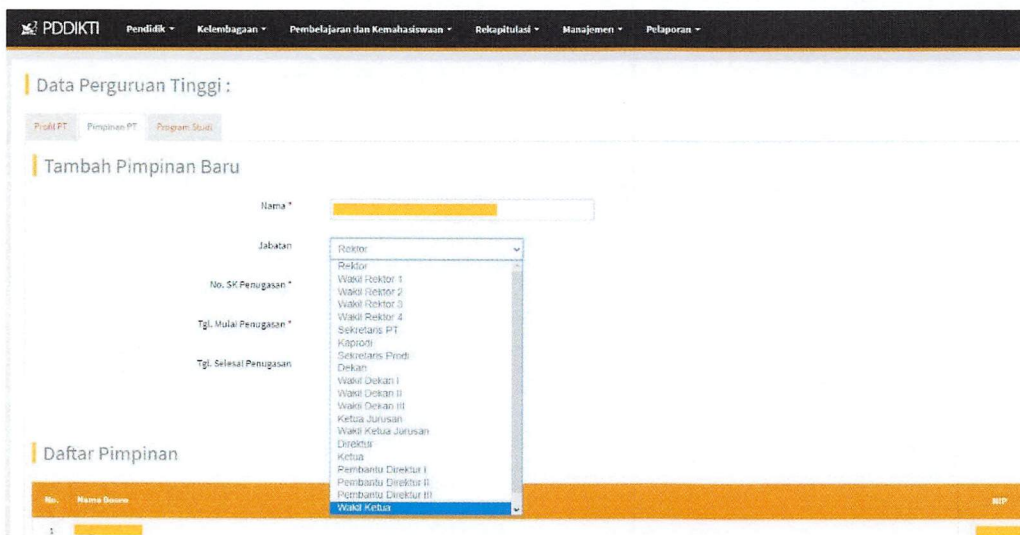 PDDIKTI Pendidik Kelembagaan Pembelajaran dan Kemahasiswaan Rekapitulasi Manajemen Pelaporan
Data Perguruan Tinggi :
Profil PT Pimpinan PT Program Studi
Tambah Pimpinan Baru
Nama *
Jabatan Rektor
Rektor
Wakil Rektor 1
No. SK Penugasan * Wakil Rektor 2
Wakil Rektor 3
Wakil Rektor 4
Tgl. Mulai Penugasan * Sekretaris PT
Kaprodi
Sekretaris Prodi
Tgl. Selesai Penugasan Dekan
Wakil Dekan I
Wakil Dekan II
Wakil Dekan III
Ketua Jurusan
Wakil Ketua Jurusan
Direktur
Daftar Pimpinan Ketua
Pembantu Direktur I
Pembantu Direktur II
Pembantu Direktur III
No. Nama Dosen Wakil Ketua NIP
1